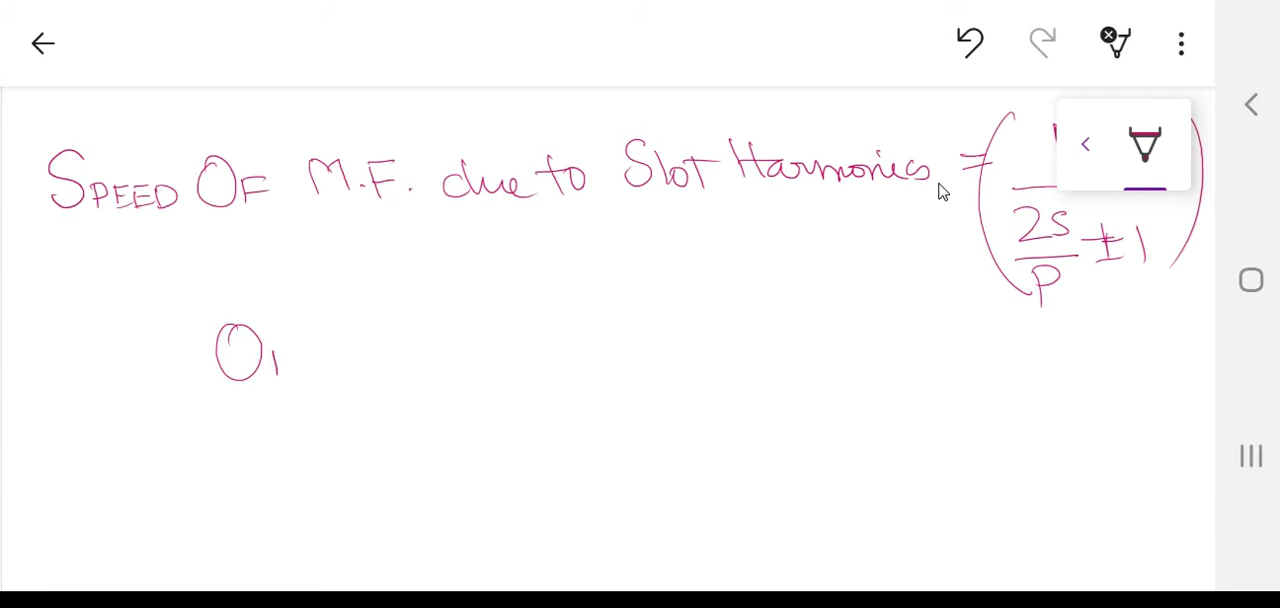 SPEED OF M.F. due to Slot Harmonics = (
2s
— ± 1 )
P